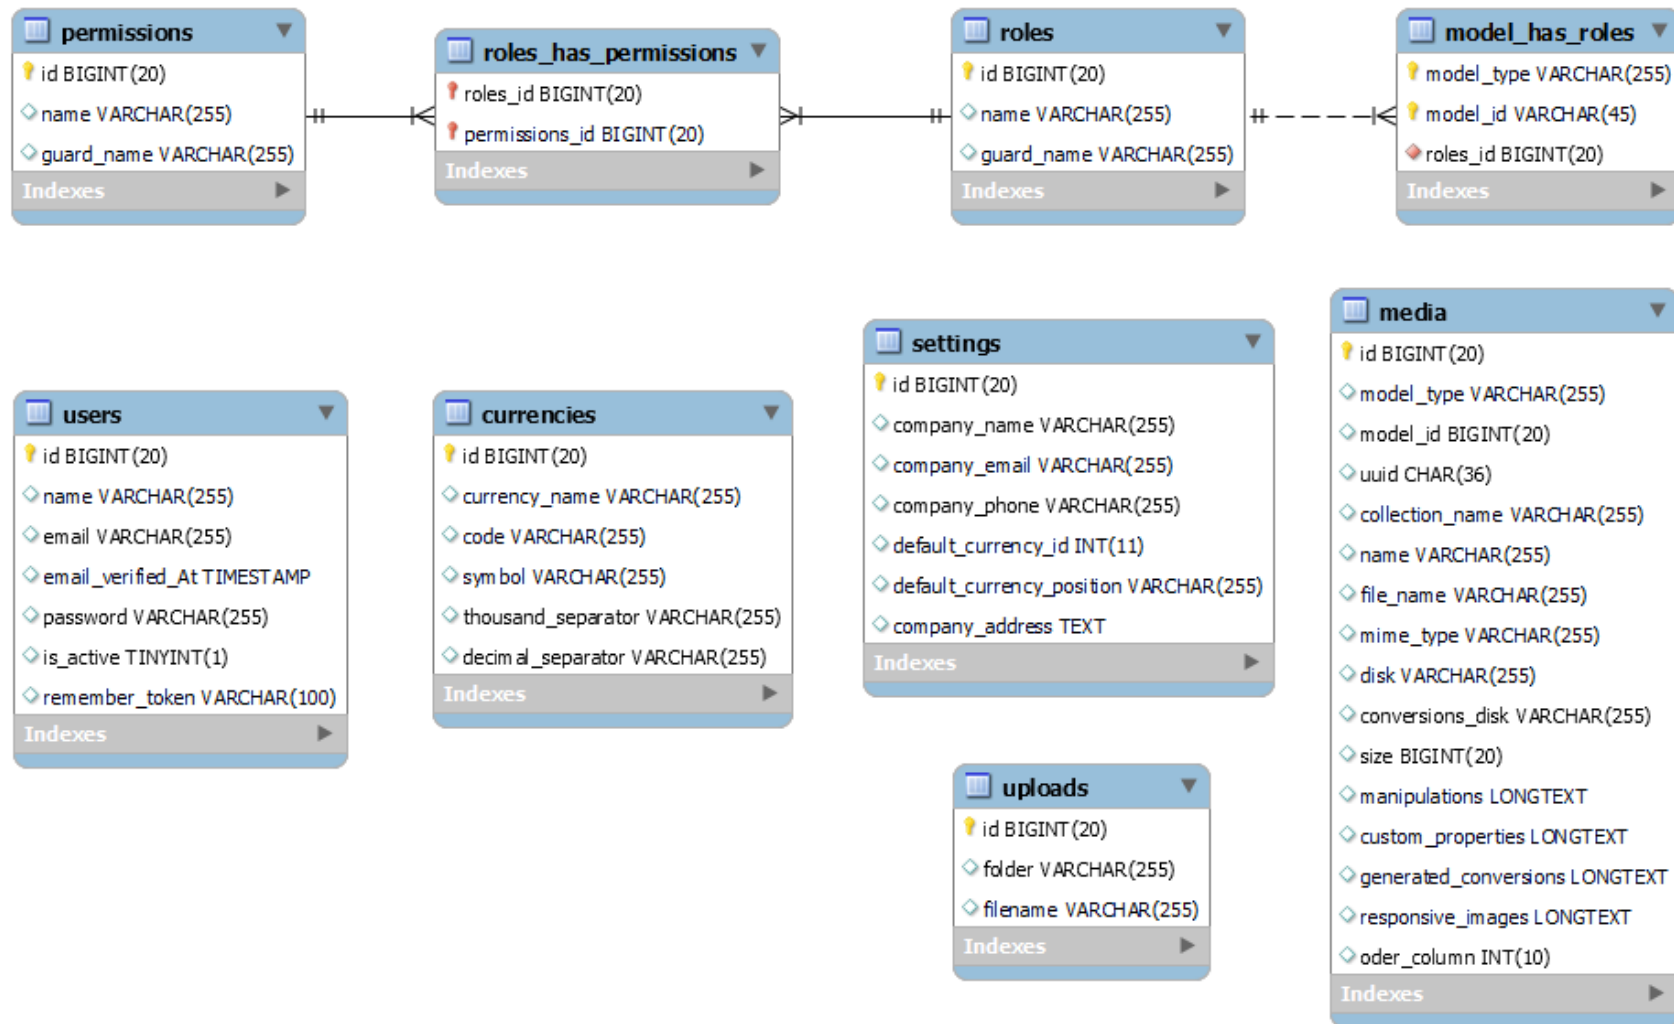 permissions
id BIGINT(20)
name VARCHAR(255)
guard_name VARCHAR(255)
Indexes
roles_has_permissions
roles_id BIGINT(20)
permissions_id BIGINT(20)
Indexes
roles
id BIGINT(20)
name VARCHAR(255)
guard_name VARCHAR(255)
Indexes
model_has_roles
model_type VARCHAR(255)
model_id VARCHAR(45)
roles_id BIGINT(20)
Indexes
users
id BIGINT(20)
name VARCHAR(255)
email VARCHAR(255)
email_verified_At TIMESTAMP
password VARCHAR(255)
is_active TINYINT(1)
remember_token VARCHAR(100)
Indexes
currencies
id BIGINT(20)
currency_name VARCHAR(255)
code VARCHAR(255)
symbol VARCHAR(255)
thousand_separator VARCHAR(255)
decimal_separator VARCHAR(255)
Indexes
settings
id BIGINT(20)
company_name VARCHAR(255)
company_email VARCHAR(255)
company_phone VARCHAR(255)
default_currency_id INT(11)
default_currency_position VARCHAR(255)
company_address TEXT
Indexes
uploads
id BIGINT(20)
folder VARCHAR(255)
filename VARCHAR(255)
Indexes
media
id BIGINT(20)
model_type VARCHAR(255)
model_id BIGINT(20)
uuid CHAR(36)
collection_name VARCHAR(255)
name VARCHAR(255)
file_name VARCHAR(255)
mime_type VARCHAR(255)
disk VARCHAR(255)
conversions_disk VARCHAR(255)
size BIGINT(20)
manipulations LONGTEXT
custom_properties LONGTEXT
generated_conversions LONGTEXT
responsive_images LONGTEXT
oder_column INT(10)
Indexes